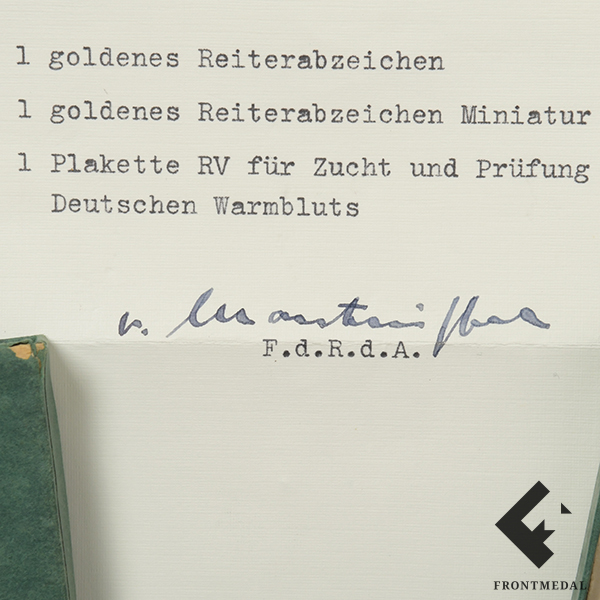 1 goldenes Reiterabzeichen
1 goldenes Reiterabzeichen Miniatur
1 Plakette RV für Zucht und Prüfung
Deutschen Warmbluts
v.
F.d.R.d.A.
FRONTMEDAL